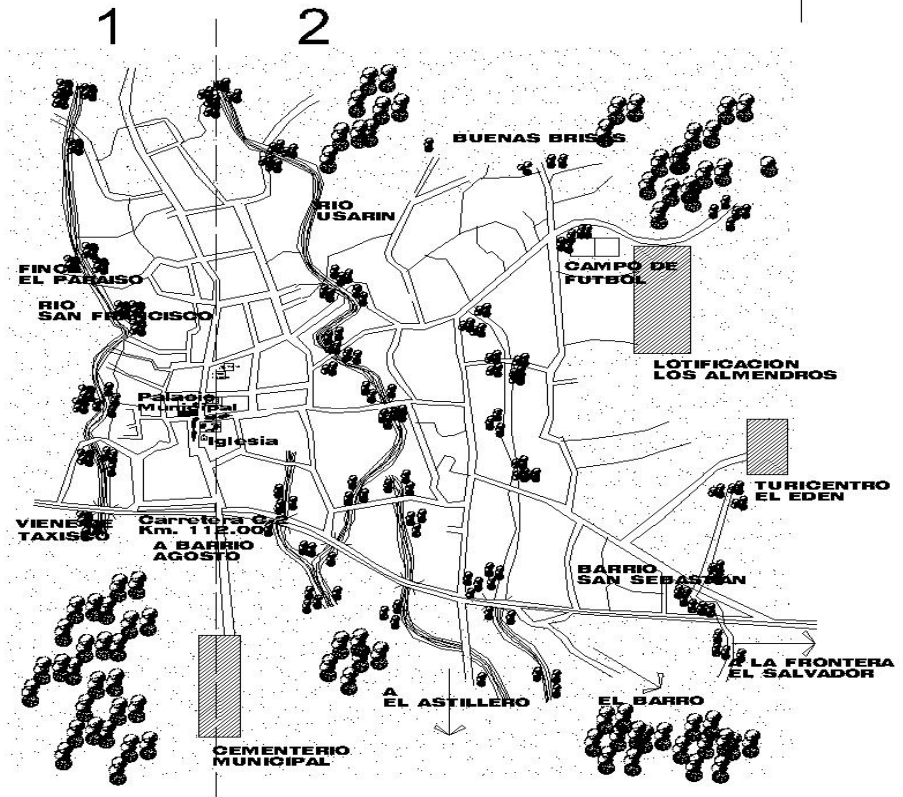 1
2
BUENAS BRISAS
RIO
USARIN
FINCA
EL PARAISO
CAMPO DE
FUTBOL
RIO
SAN FRANCISCO
LOTIFICACION
LOS ALMENDROS
Palacio
Municipal
Iglesia
TURICENTRO
EL EDEN
VIENE DE
TAXISCO
Carretera
Km. 112.00
A BARRIO
AGOSTO
BARRIO
SAN SEBASTIAN
A LA FRONTERA
EL SALVADOR
A
EL ASTILLERO
EL BARRO
CEMENTERIO
MUNICIPAL